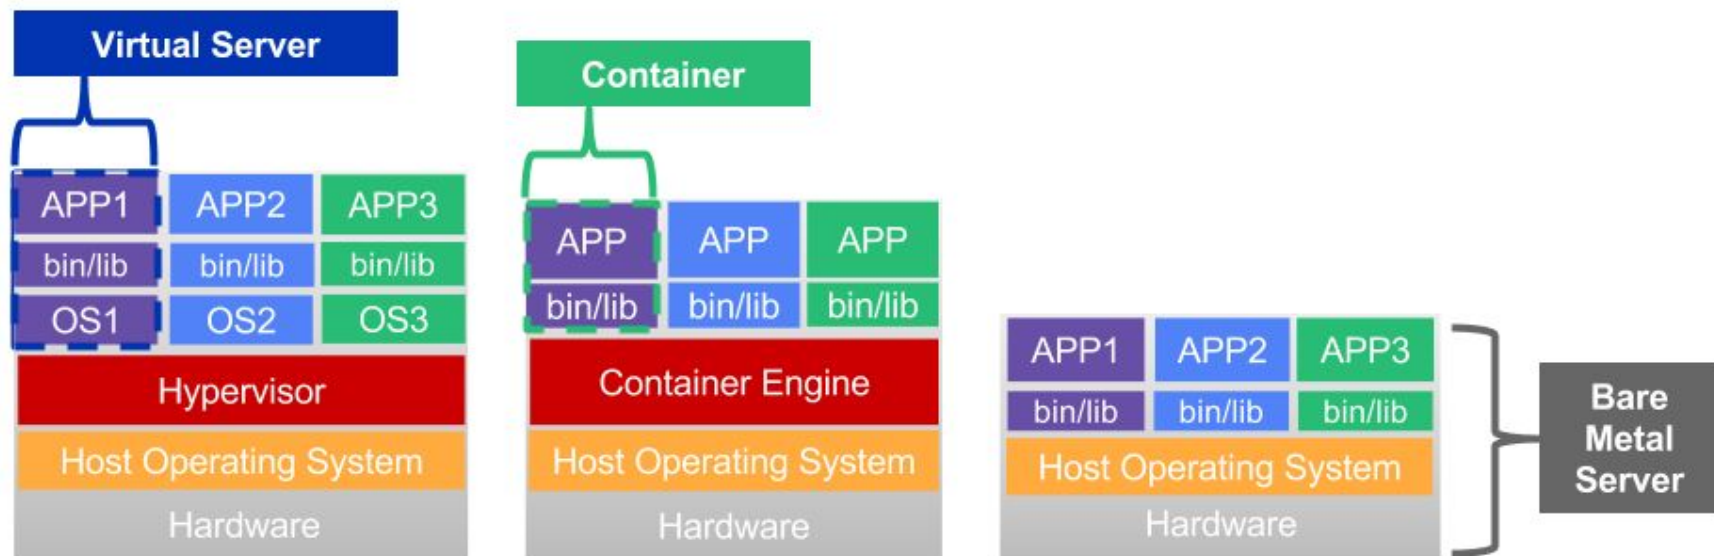 Virtual Server
APP1 APP2 APP3
bin/lib bin/lib bin/lib
OS1 OS2 OS3
Hypervisor
Host Operating System
Hardware
Container
APP APP APP
bin/lib bin/lib bin/lib
Container Engine
Host Operating System
Hardware
APP1 APP2 APP3
bin/lib bin/lib bin/lib
Host Operating System
Hardware
Bare
Metal
Server